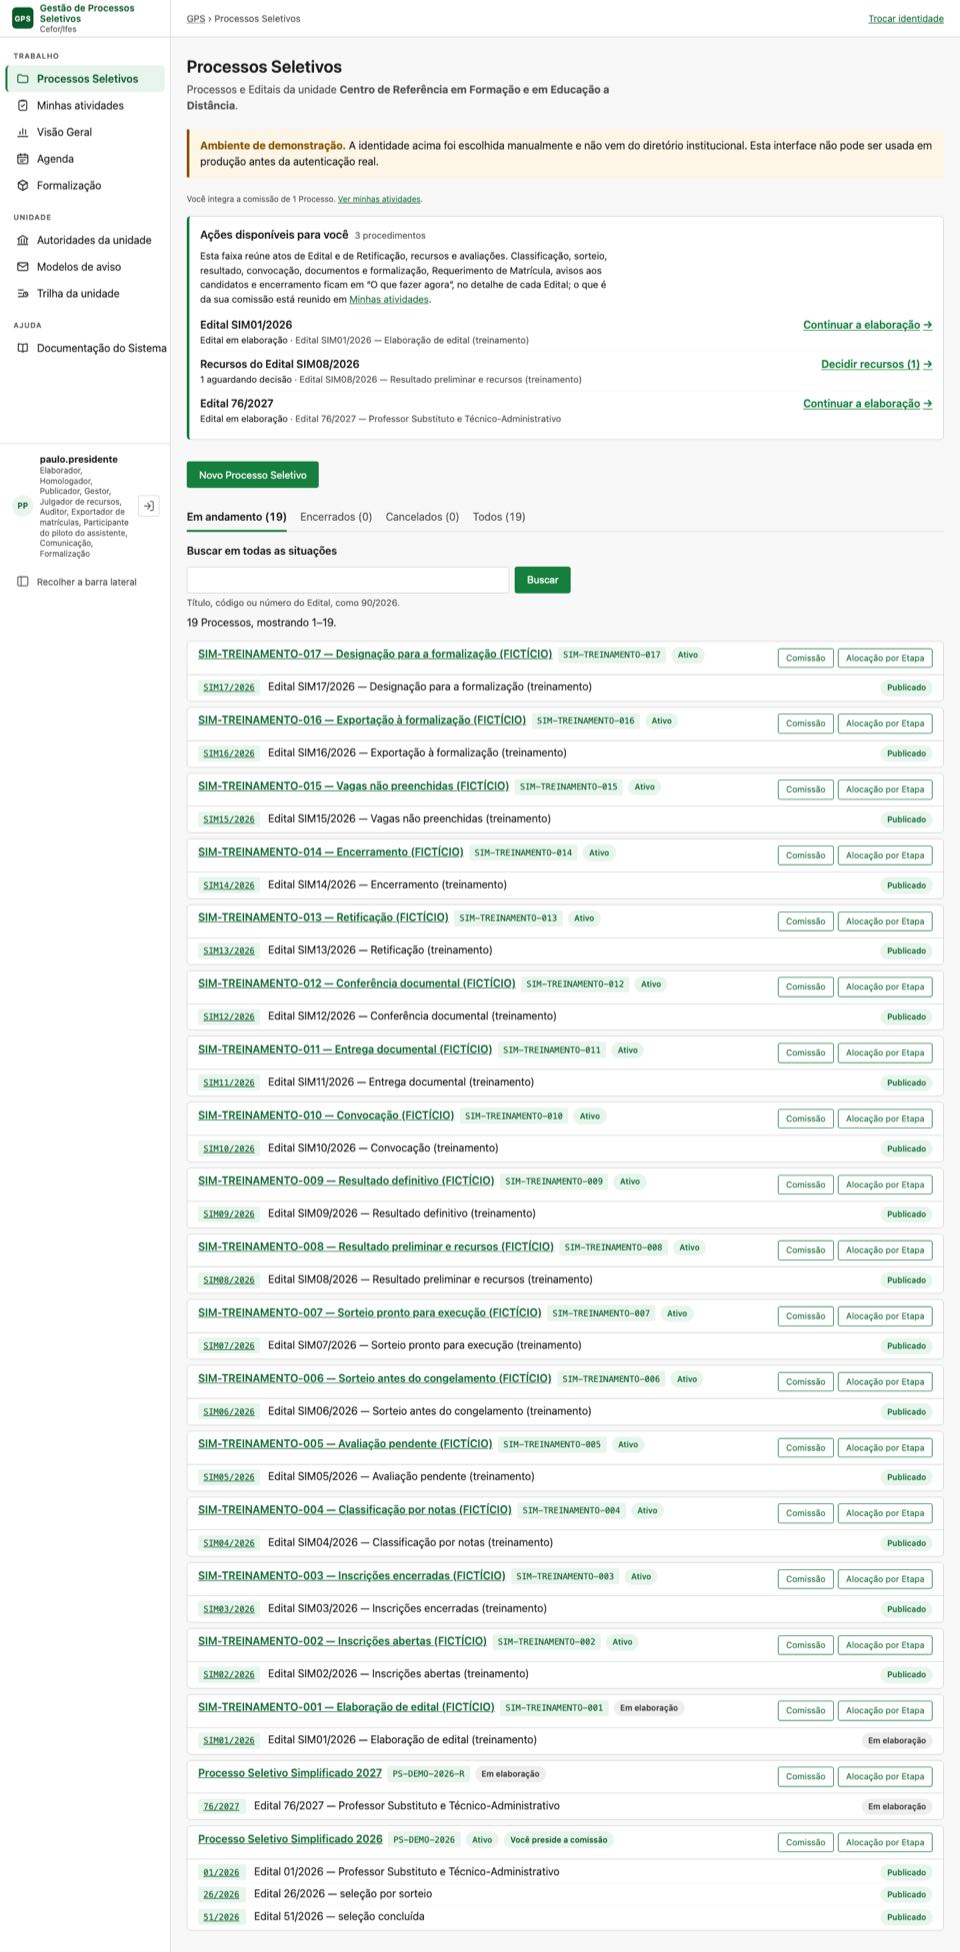 GPS
Gestão de Processos
Seletivos
Cefor/Ifes
GPS › Processos Seletivos
Trocar identidade
TRABALHO
Processos Seletivos
Minhas atividades
Visão Geral
Agenda
Formalização
UNIDADE
Autoridades da unidade
Modelos de aviso
Trilha da unidade
AJUDA
Documentação do Sistema
PP
paulo.presidente
Elaborador,
Homologador,
Publicador, Gestor,
Julgador de recursos,
Auditor, Exportador de
matrículas, Participante
do piloto do assistente,
Comunicação,
Formalização
Recolher a barra lateral
Processos Seletivos
Processos e Editais da unidade Centro de Referência em Formação e em Educação a
Distância.
Ambiente de demonstração. A identidade acima foi escolhida manualmente e não vem do diretório institucional. Esta interface não pode ser usada em
produção antes da autenticação real.
Você integra a comissão de 1 Processo. Ver minhas atividades.
Ações disponíveis para você 3 procedimentos
Esta faixa reúne atos de Edital e de Retificação, recursos e avaliações. Classificação, sorteio,
resultado, convocação, documentos e formalização, Requerimento de Matrícula, avisos aos
candidatos e encerramento ficam em “O que fazer agora”, no detalhe de cada Edital; o que é
da sua comissão está reunido em Minhas atividades.
Edital SIM01/2026
Continuar a elaboração →
Edital em elaboração · Edital SIM01/2026 — Elaboração de edital (treinamento)
Recursos do Edital SIM08/2026
Decidir recursos (1) →
1 aguardando decisão · Edital SIM08/2026 — Resultado preliminar e recursos (treinamento)
Edital 76/2027
Continuar a elaboração →
Edital em elaboração · Edital 76/2027 — Professor Substituto e Técnico-Administrativo
Novo Processo Seletivo
Em andamento (19) Encerrados (0) Cancelados (0) Todos (19)
Buscar em todas as situações
Buscar
Título, código ou número do Edital, como 90/2026.
19 Processos, mostrando 1–19.
SIM-TREINAMENTO-017 — Designação para a formalização (FICTÍCIO) SIM-TREINAMENTO-017 Ativo Comissão Alocação por Etapa
SIM17/2026 Edital SIM17/2026 — Designação para a formalização (treinamento) Publicado
SIM-TREINAMENTO-016 — Exportação à formalização (FICTÍCIO) SIM-TREINAMENTO-016 Ativo Comissão Alocação por Etapa
SIM16/2026 Edital SIM16/2026 — Exportação à formalização (treinamento) Publicado
SIM-TREINAMENTO-015 — Vagas não preenchidas (FICTÍCIO) SIM-TREINAMENTO-015 Ativo Comissão Alocação por Etapa
SIM15/2026 Edital SIM15/2026 — Vagas não preenchidas (treinamento) Publicado
SIM-TREINAMENTO-014 — Encerramento (FICTÍCIO) SIM-TREINAMENTO-014 Ativo Comissão Alocação por Etapa
SIM14/2026 Edital SIM14/2026 — Encerramento (treinamento) Publicado
SIM-TREINAMENTO-013 — Retificação (FICTÍCIO) SIM-TREINAMENTO-013 Ativo Comissão Alocação por Etapa
SIM13/2026 Edital SIM13/2026 — Retificação (treinamento) Publicado
SIM-TREINAMENTO-012 — Conferência documental (FICTÍCIO) SIM-TREINAMENTO-012 Ativo Comissão Alocação por Etapa
SIM12/2026 Edital SIM12/2026 — Conferência documental (treinamento) Publicado
SIM-TREINAMENTO-011 — Entrega documental (FICTÍCIO) SIM-TREINAMENTO-011 Ativo Comissão Alocação por Etapa
SIM11/2026 Edital SIM11/2026 — Entrega documental (treinamento) Publicado
SIM-TREINAMENTO-010 — Convocação (FICTÍCIO) SIM-TREINAMENTO-010 Ativo Comissão Alocação por Etapa
SIM10/2026 Edital SIM10/2026 — Convocação (treinamento) Publicado
SIM-TREINAMENTO-009 — Resultado definitivo (FICTÍCIO) SIM-TREINAMENTO-009 Ativo Comissão Alocação por Etapa
SIM09/2026 Edital SIM09/2026 — Resultado definitivo (treinamento) Publicado
SIM-TREINAMENTO-008 — Resultado preliminar e recursos (FICTÍCIO) SIM-TREINAMENTO-008 Ativo Comissão Alocação por Etapa
SIM08/2026 Edital SIM08/2026 — Resultado preliminar e recursos (treinamento) Publicado
SIM-TREINAMENTO-007 — Sorteio pronto para execução (FICTÍCIO) SIM-TREINAMENTO-007 Ativo Comissão Alocação por Etapa
SIM07/2026 Edital SIM07/2026 — Sorteio pronto para execução (treinamento) Publicado
SIM-TREINAMENTO-006 — Sorteio antes do congelamento (FICTÍCIO) SIM-TREINAMENTO-006 Ativo Comissão Alocação por Etapa
SIM06/2026 Edital SIM06/2026 — Sorteio antes do congelamento (treinamento) Publicado
SIM-TREINAMENTO-005 — Avaliação pendente (FICTÍCIO) SIM-TREINAMENTO-005 Ativo Comissão Alocação por Etapa
SIM05/2026 Edital SIM05/2026 — Avaliação pendente (treinamento) Publicado
SIM-TREINAMENTO-004 — Classificação por notas (FICTÍCIO) SIM-TREINAMENTO-004 Ativo Comissão Alocação por Etapa
SIM04/2026 Edital SIM04/2026 — Classificação por notas (treinamento) Publicado
SIM-TREINAMENTO-003 — Inscrições encerradas (FICTÍCIO) SIM-TREINAMENTO-003 Ativo Comissão Alocação por Etapa
SIM03/2026 Edital SIM03/2026 — Inscrições encerradas (treinamento) Publicado
SIM-TREINAMENTO-002 — Inscrições abertas (FICTÍCIO) SIM-TREINAMENTO-002 Ativo Comissão Alocação por Etapa
SIM02/2026 Edital SIM02/2026 — Inscrições abertas (treinamento) Publicado
SIM-TREINAMENTO-001 — Elaboração de edital (FICTÍCIO) SIM-TREINAMENTO-001 Em elaboração Comissão Alocação por Etapa
SIM01/2026 Edital SIM01/2026 — Elaboração de edital (treinamento) Em elaboração
Processo Seletivo Simplificado 2027 PS-DEMO-2026-R Em elaboração Comissão Alocação por Etapa
76/2027 Edital 76/2027 — Professor Substituto e Técnico-Administrativo Em elaboração
Processo Seletivo Simplificado 2026 PS-DEMO-2026 Ativo Você preside a comissão Comissão Alocação por Etapa
01/2026 Edital 01/2026 — Professor Substituto e Técnico-Administrativo Publicado
26/2026 Edital 26/2026 — seleção por sorteio Publicado
51/2026 Edital 51/2026 — seleção concluída Publicado